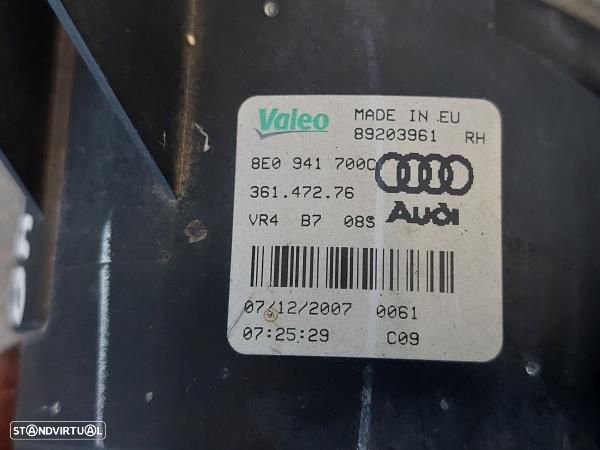 Valeo MADE IN EU
89203961 RH
8E0 941 700C
361.472.76 Audi
VR4 B7 08S
07/12/2007 0061
07:25:29 C09
STANDVIRTUAL